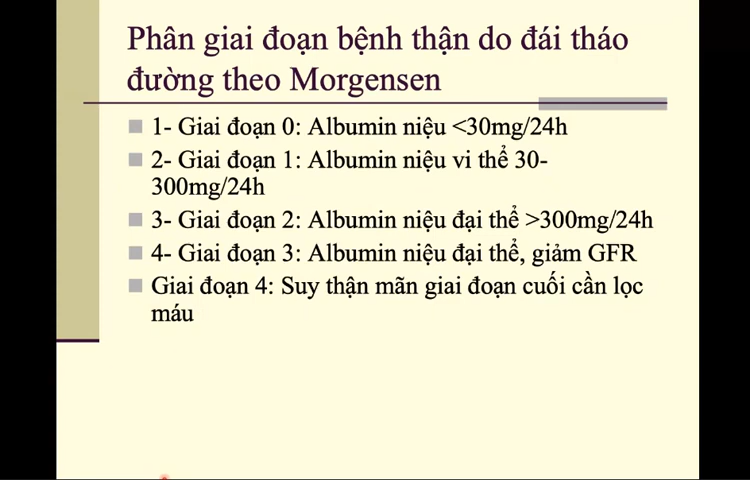 Phân giai đoạn bệnh thận do đái tháo
đường theo Morgensen
1- Giai đoạn 0: Albumin niệu <30mg/24h
2- Giai đoạn 1: Albumin niệu vi thể 30-
300mg/24h
3- Giai đoạn 2: Albumin niệu đại thể >300mg/24h
4- Giai đoạn 3: Albumin niệu đại thể, giảm GFR
Giai đoạn 4: Suy thận mãn giai đoạn cuối cần lọc
máu